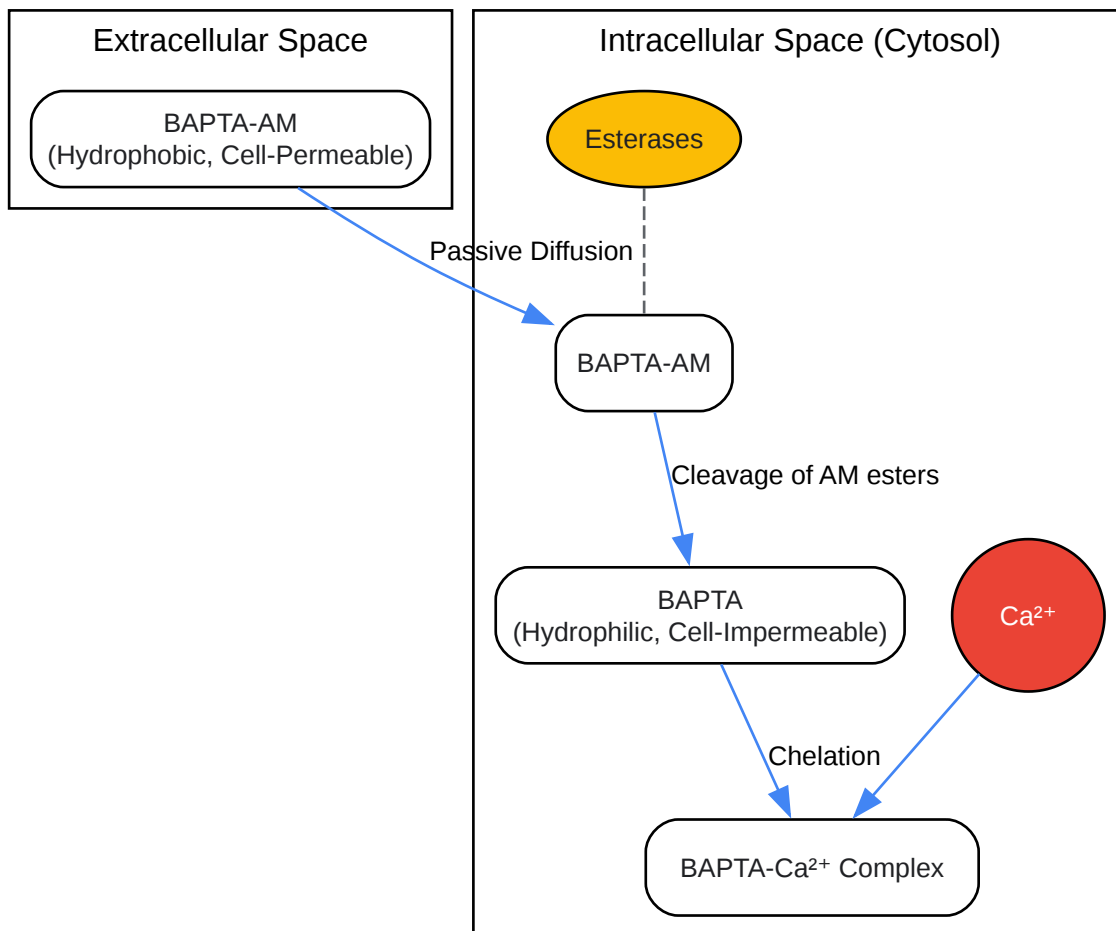 Extracellular Space
BAPTA-AM
(Hydrophobic, Cell-Permeable)
Intracellular Space (Cytosol)
Esterases
Passive Diffusion
BAPTA-AM
Cleavage of AM esters
BAPTA
(Hydrophilic, Cell-Impermeable)
Ca²⁺
Chelation
BAPTA-Ca²⁺ Complex